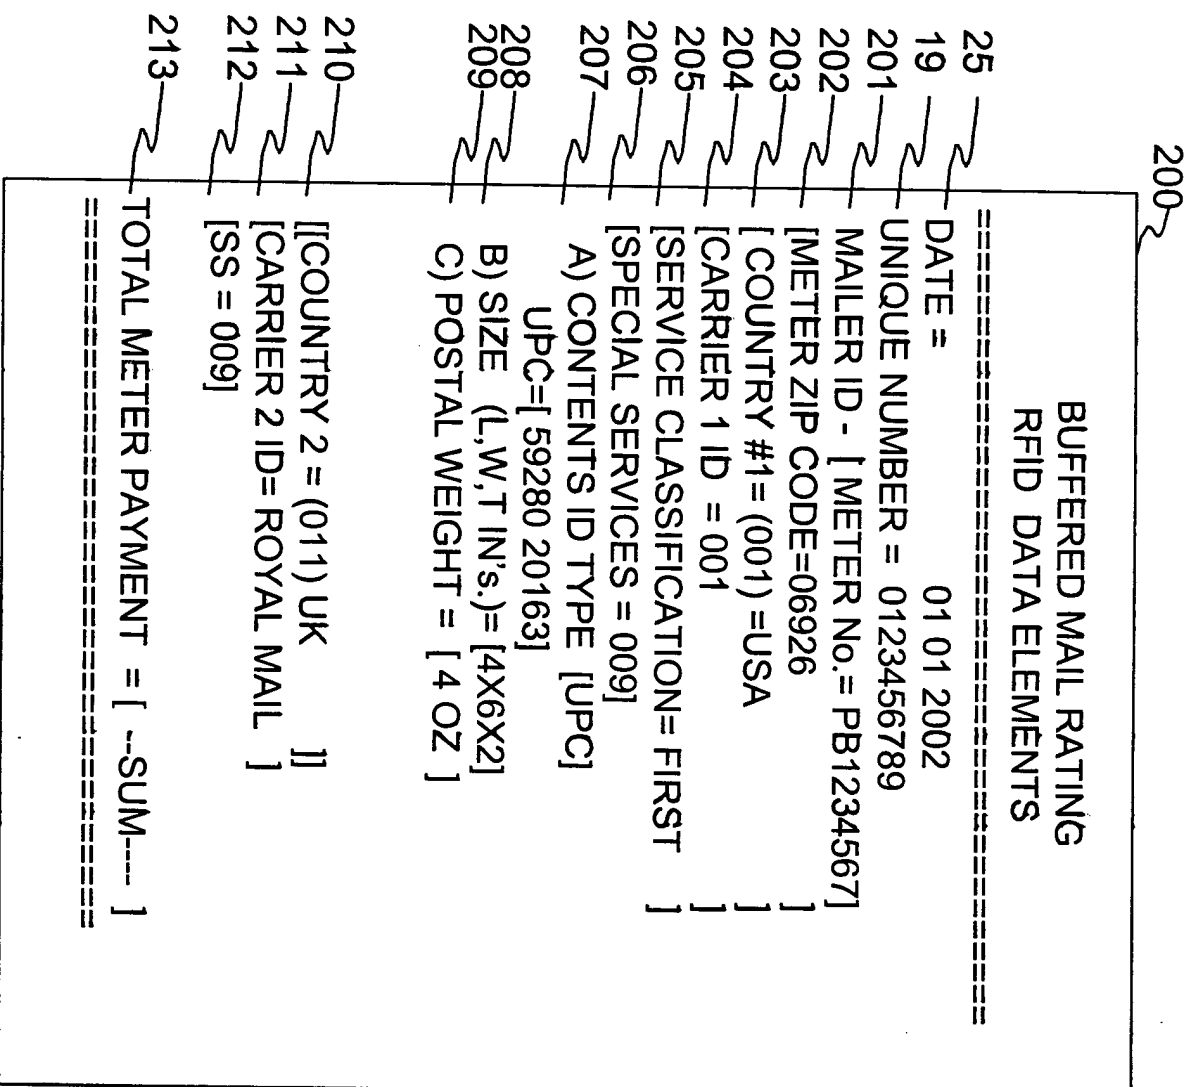 200
BUFFERED MAIL RATING
RFID DATA ELEMENTS
=========================================
25 DATE = 01 01 2002
19 UNIQUE NUMBER = 0123456789
201 MAILER ID - [ METER No.= PB1234567]
202 [METER ZIP CODE=06926 ]
203 [ COUNTRY #1= (001) =USA ]
204 [CARRIER 1 ID = 001 ]
205 [SERVICE CLASSIFICATION= FIRST ]
206 [SPECIAL SERVICES = 009]
207 A) CONTENTS ID TYPE [UPC]
UPC=[ 59280 20163]
208 B) SIZE (L,W,T IN's.)= [4X6X2]
209 C) POSTAL WEIGHT = [ 4 OZ ]
210 [[COUNTRY 2 = (011) UK ]]
211 [CARRIER 2 ID= ROYAL MAIL ]
212 [SS = 009]
213 TOTAL METER PAYMENT = [ --SUM---- ]
=====================================